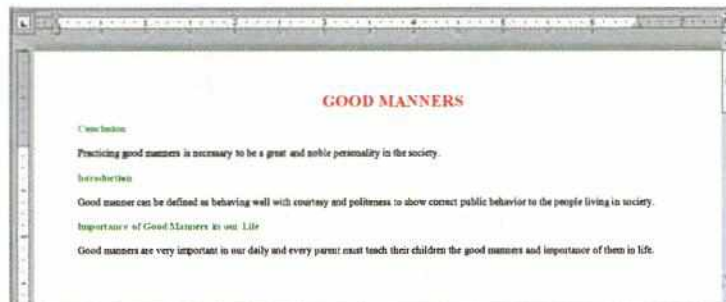 GOOD MANNERS
Conclusion
Practicing good manners is necessary to be a great and noble personality in the society.
Introduction
Good manner can be defined as behaving well with courtesy and politeness to show correct public behavior to the people living in society.
Importance of Good Manners in our Life
Good manners are very important in our daily and every parent must teach their children the good manners and importance of them in life.